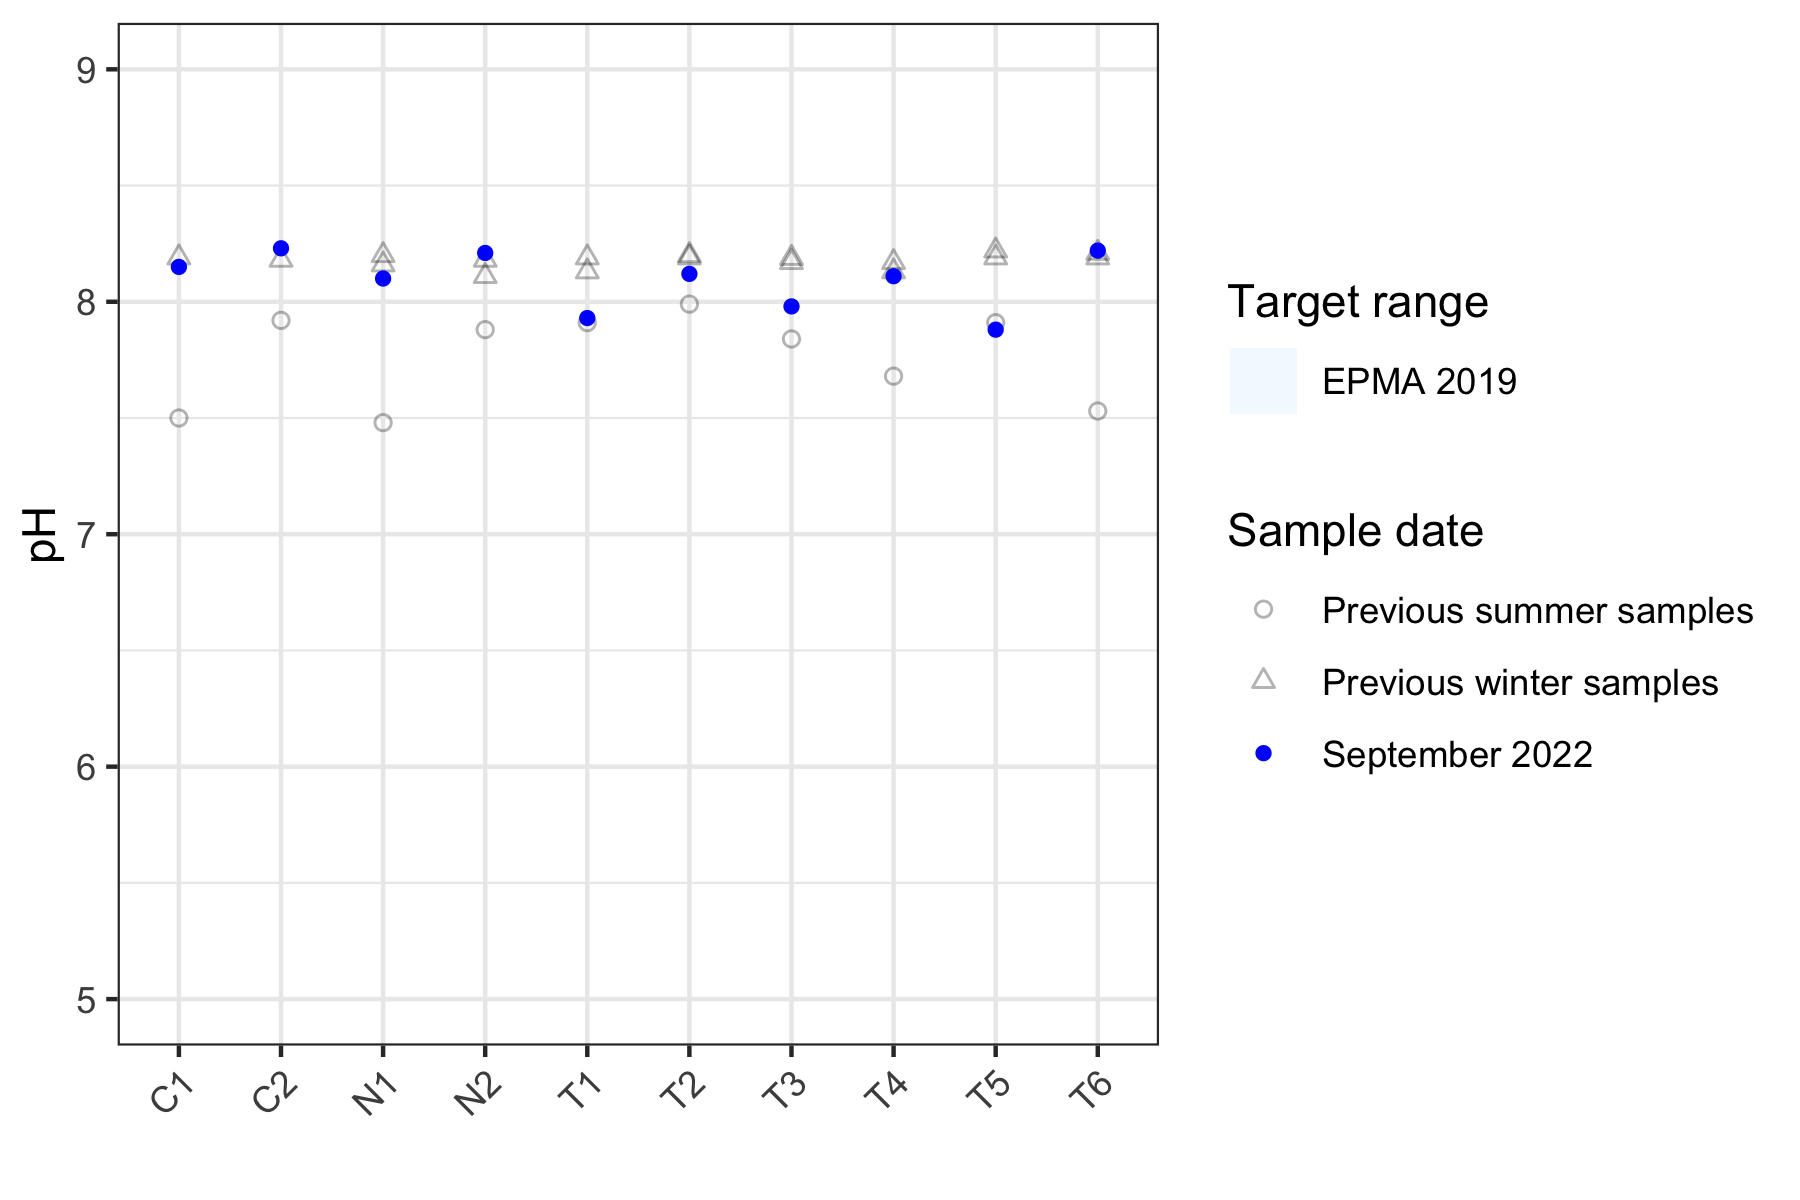 pH
9
8
7
6
5
C1
C2
N1
N2
T1
T2
T3
T4
T5
T6
Target range
EPMA 2019
Sample date
Previous summer samples
Previous winter samples
September 2022